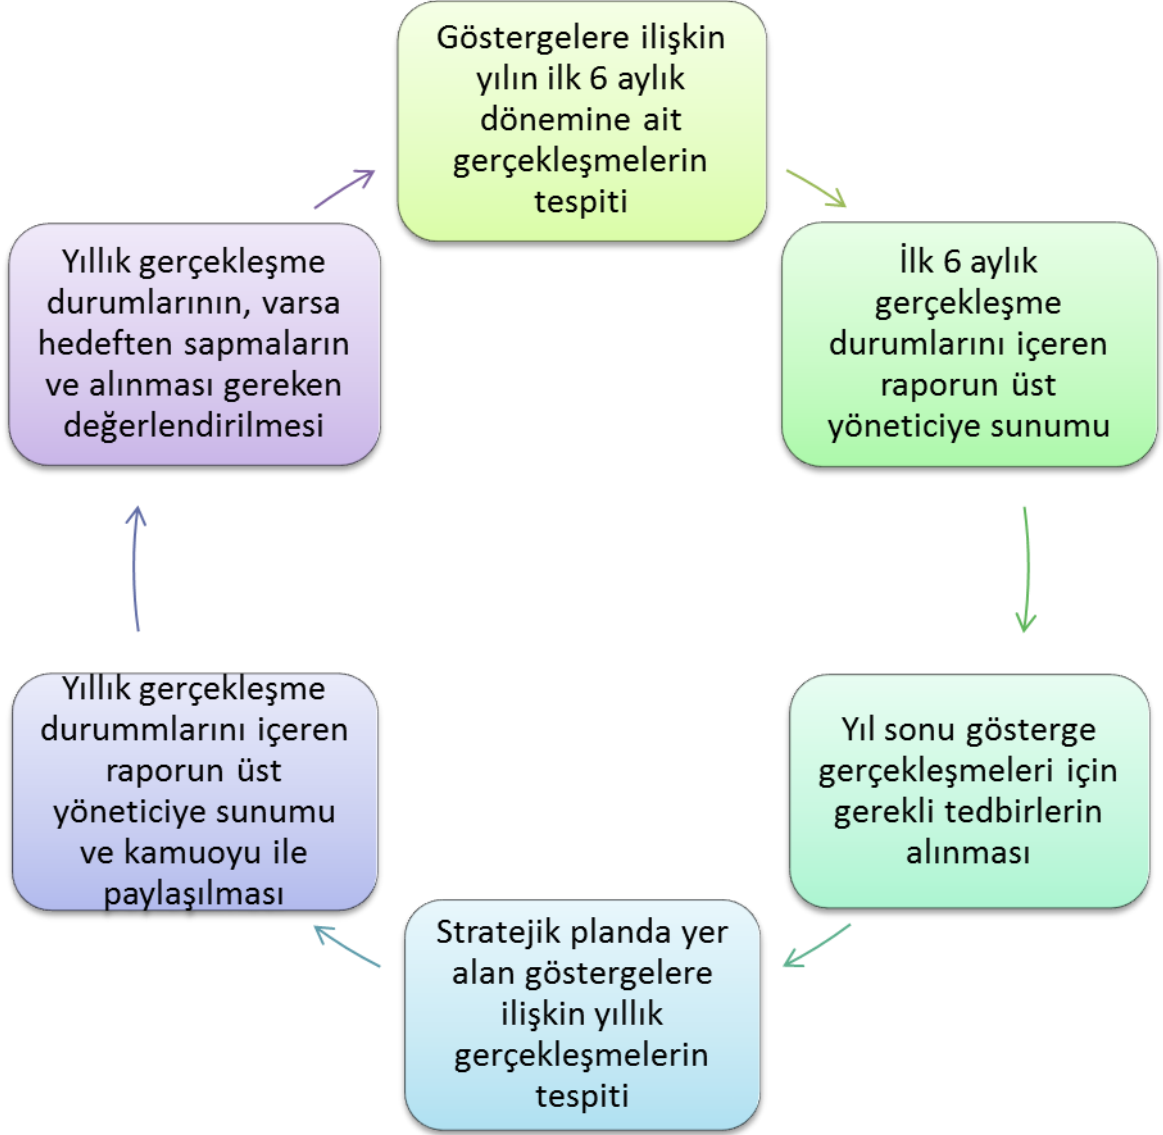 Göstergelere ilişkin
yılın ilk 6 aylık
dönemine ait
gerçekleşmelerin
tespiti
İlk 6 aylık
gerçekleşme
durumlarını içeren
raporun üst
yöneticiye sunumu
Yıl sonu gösterge
gerçekleşmeleri için
gerekli tedbirlerin
alınması
Stratejik planda yer
alan göstergelere
ilişkin yıllık
gerçekleşmelerin
tespiti
Yıllık gerçekleşme
durummlarını içeren
raporun üst
yöneticiye sunumu
ve kamuoyu ile
paylaşılması
Yıllık gerçekleşme
durumlarının, varsa
hedeften sapmaların
ve alınması gereken
değerlendirilmesi